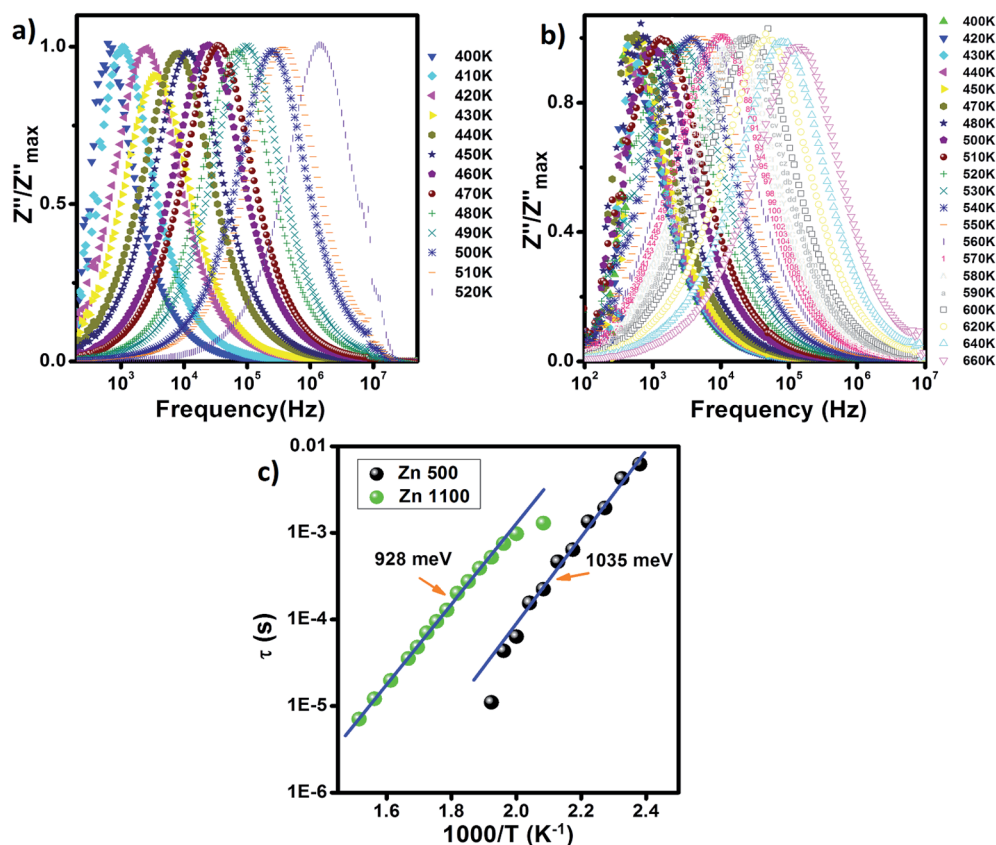 a)
Z''/Z''max
1.0
0.5
0.0
10³ 10⁴ 10⁵ 10⁶ 10⁷
Frequency(Hz)
400K
410K
420K
430K
440K
450K
460K
470K
480K
490K
500K
510K
520K
b)
Z''/Z''max
0.8
0.4
0.0
10² 10³ 10⁴ 10⁵ 10⁶ 10⁷
Frequency (Hz)
400K
420K
430K
440K
450K
470K
480K
500K
510K
520K
530K
540K
550K
560K
570K
580K
590K
600K
620K
640K
660K
c)
Zn 500
Zn 1100
928 meV
1035 meV
τ (s)
0.01
1E-3
1E-4
1E-5
1E-6
1.6 1.8 2.0 2.2 2.4
1000/T (K⁻¹)